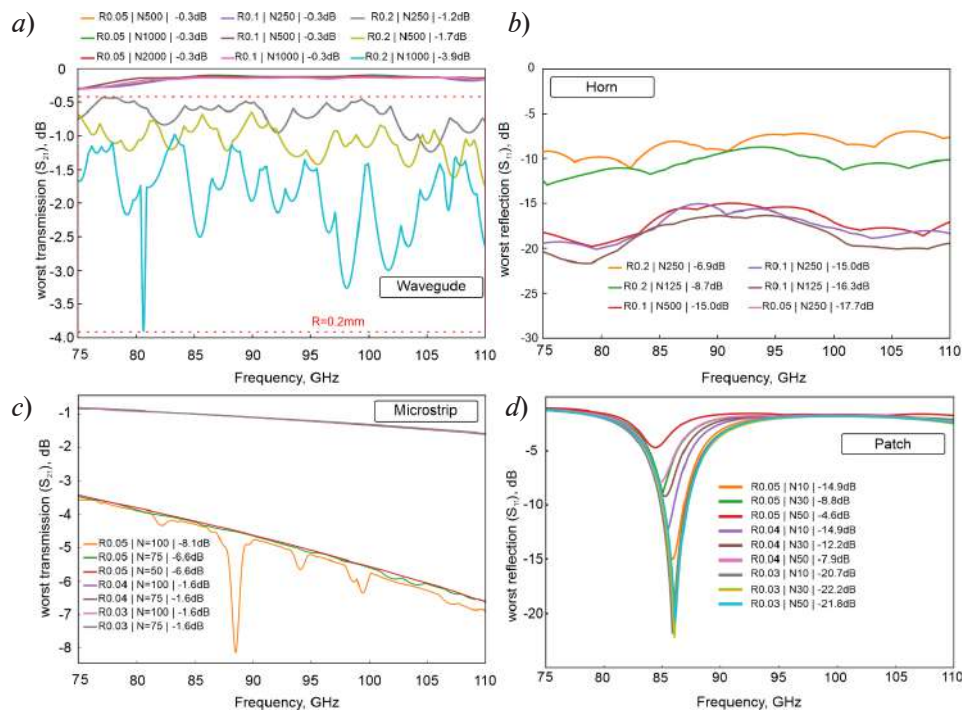 a)
R0.05 | N500 | -0.3dB R0.1 | N250 | -0.3dB R0.2 | N250 | -1.2dB
R0.05 | N1000 | -0.3dB R0.1 | N500 | -0.3dB R0.2 | N500 | -1.7dB
R0.05 | N2000 | -0.3dB R0.1 | N1000 | -0.3dB R0.2 | N1000 | -3.9dB
worst transmission (S21), dB
0
-0.5
-1.0
-1.5
-2.0
-2.5
-3.0
-3.5
-4.0
Wavegude
R=0.2mm
75 80 85 90 95 100 105 110
Frequency, GHz
b)
Horn
worst reflection (S11), dB
0
-5
-10
-15
-20
-25
-30
R0.2 | N250 | -6.9dB R0.1 | N250 | -15.0dB
R0.2 | N125 | -8.7dB R0.1 | N125 | -16.3dB
R0.1 | N500 | -15.0dB R0.05 | N250 | -17.7dB
75 80 85 90 95 100 105 110
Frequency, GHz
c)
Microstrip
worst transmission (S21), dB
-1
-2
-3
-4
-5
-6
-7
-8
R0.05 | N=100 | -8.1dB
R0.05 | N=75 | -6.6dB
R0.05 | N=50 | -6.6dB
R0.04 | N=100 | -1.6dB
R0.04 | N=75 | -1.6dB
R0.03 | N=100 | -1.6dB
R0.03 | N=75 | -1.6dB
75 80 85 90 95 100 105 110
Frequency, GHz
d)
Patch
worst reflection (S11), dB
-5
-10
-15
-20
R0.05 | N10 | -14.9dB
R0.05 | N30 | -8.8dB
R0.05 | N50 | -4.6dB
R0.04 | N10 | -14.9dB
R0.04 | N30 | -12.2dB
R0.04 | N50 | -7.9dB
R0.03 | N10 | -20.7dB
R0.03 | N30 | -22.2dB
R0.03 | N50 | -21.8dB
75 80 85 90 95 100 105 110
Frequency, GHz